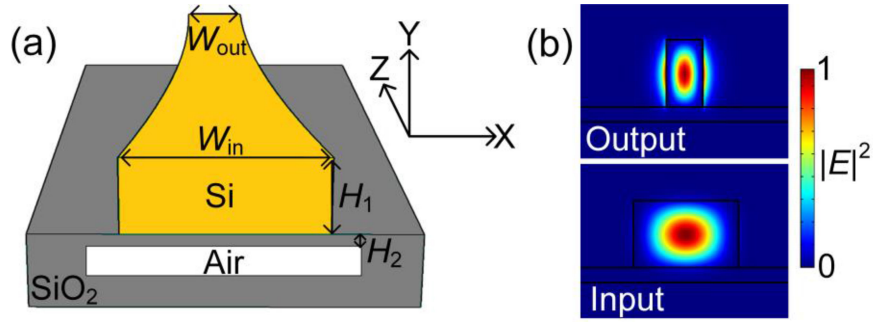 (a)
Wout
Y
Z
X
Win
Si
H1
H2
Air
SiO2
(b)
Output
Input
1
|E|2
0